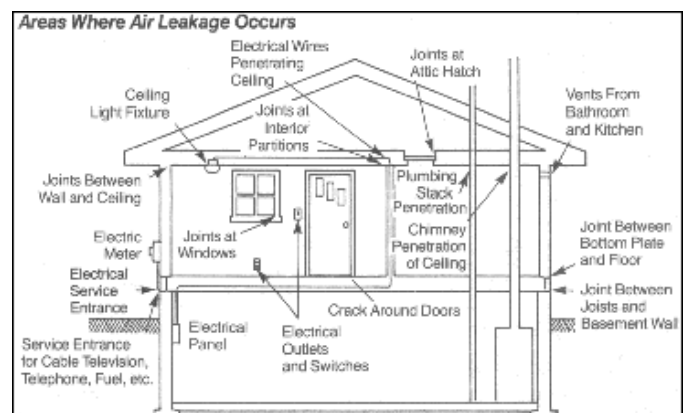 Areas Where Air Leakage Occurs
Electrical Wires
Penetrating
Ceiling
Joints at
Attic Hatch
Ceiling
Light Fixture
Joints at
Interior
Partitions
Vents From
Bathroom
and Kitchen
Joints Between
Wall and Ceiling
Plumbing
Stack
Penetration
Electric
Meter
Joints at
Windows
Chimney
Penetration
of Ceiling
Joint Between
Bottom Plate
and Floor
Electrical
Service
Entrance
Crack Around Doors
Joint Between
Joists and
Basement Wall
Electrical
Panel
Electrical
Outlets
and Switches
Service Entrance
for Cable Television,
Telephone, Fuel, etc.